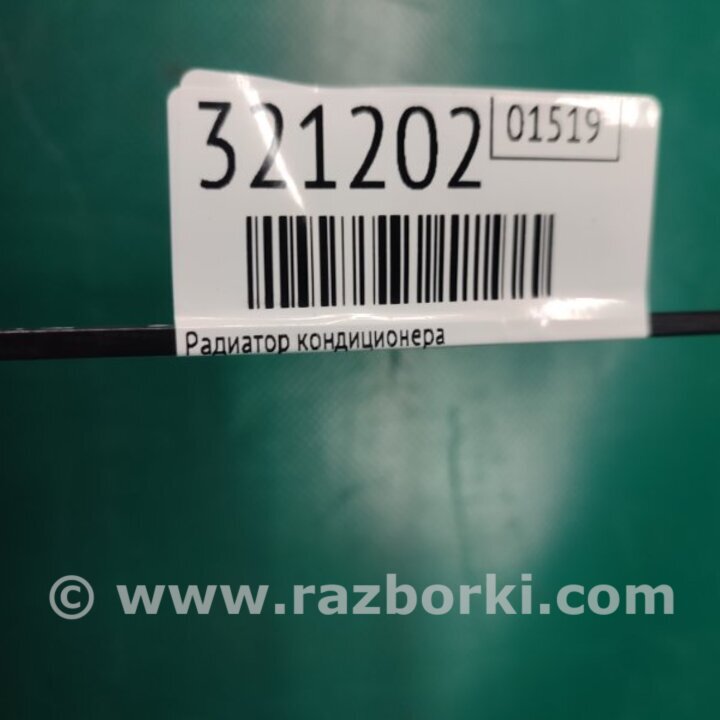 321202
01519
Радиатор кондиционера
© www.razborki.com